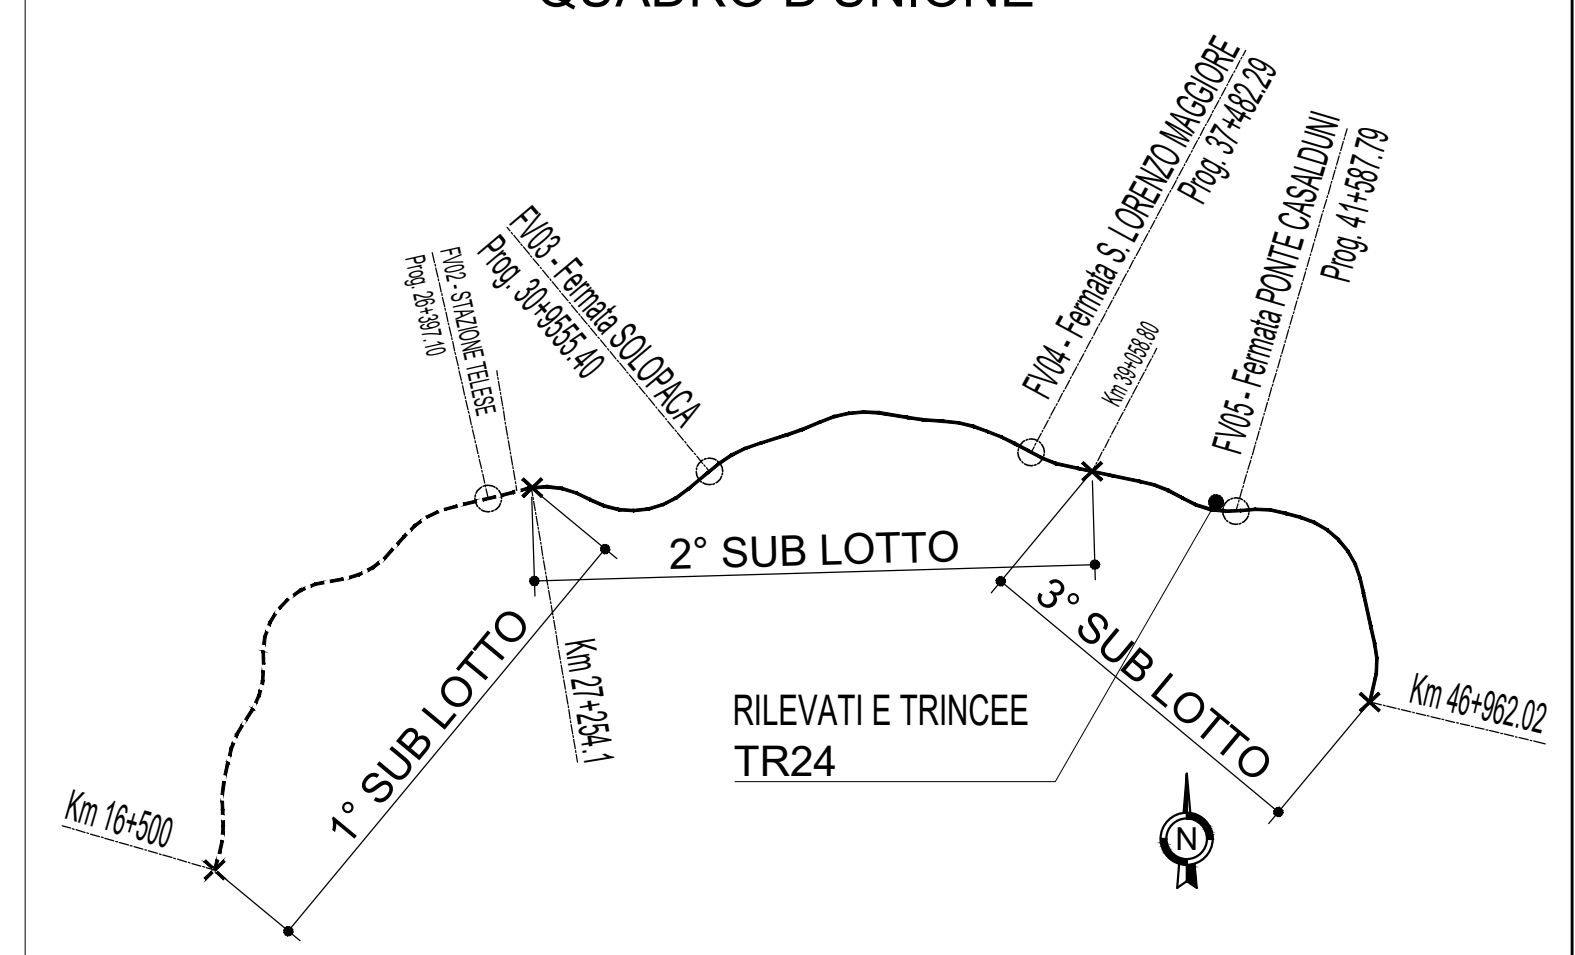 QUADRO D'UNIONE
FV02 - STAZIONE TELESE
Prog. 26+397.10
FV03 - Fermata SOLOPACA
Prog. 30+9555.40
FV04 - Fermata S. LORENZO MAGGIORE
Prog. 37+482.29
Km 39+058.80
FV05 - Fermata PONTE CASALDUNI
Prog. 41+587.79
2° SUB LOTTO
1° SUB LOTTO
3° SUB LOTTO
Km 27+254.1
RILEVATI E TRINCEE
TR24
Km 46+962.02
Km 16+500
N